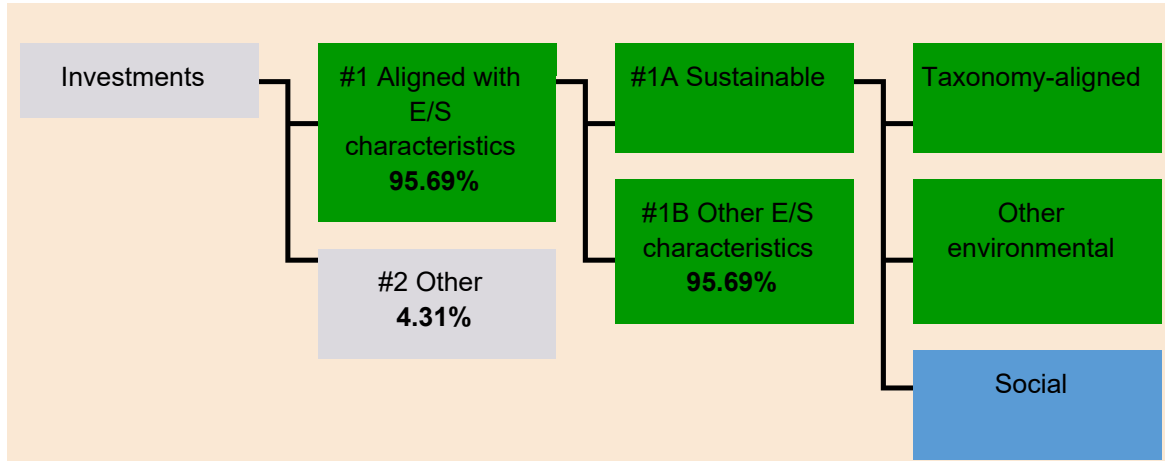 Investments
#1 Aligned with
E/S
characteristics
95.69%
#2 Other
4.31%
#1A Sustainable
#1B Other E/S
characteristics
95.69%
Taxonomy-aligned
Other
environmental
Social